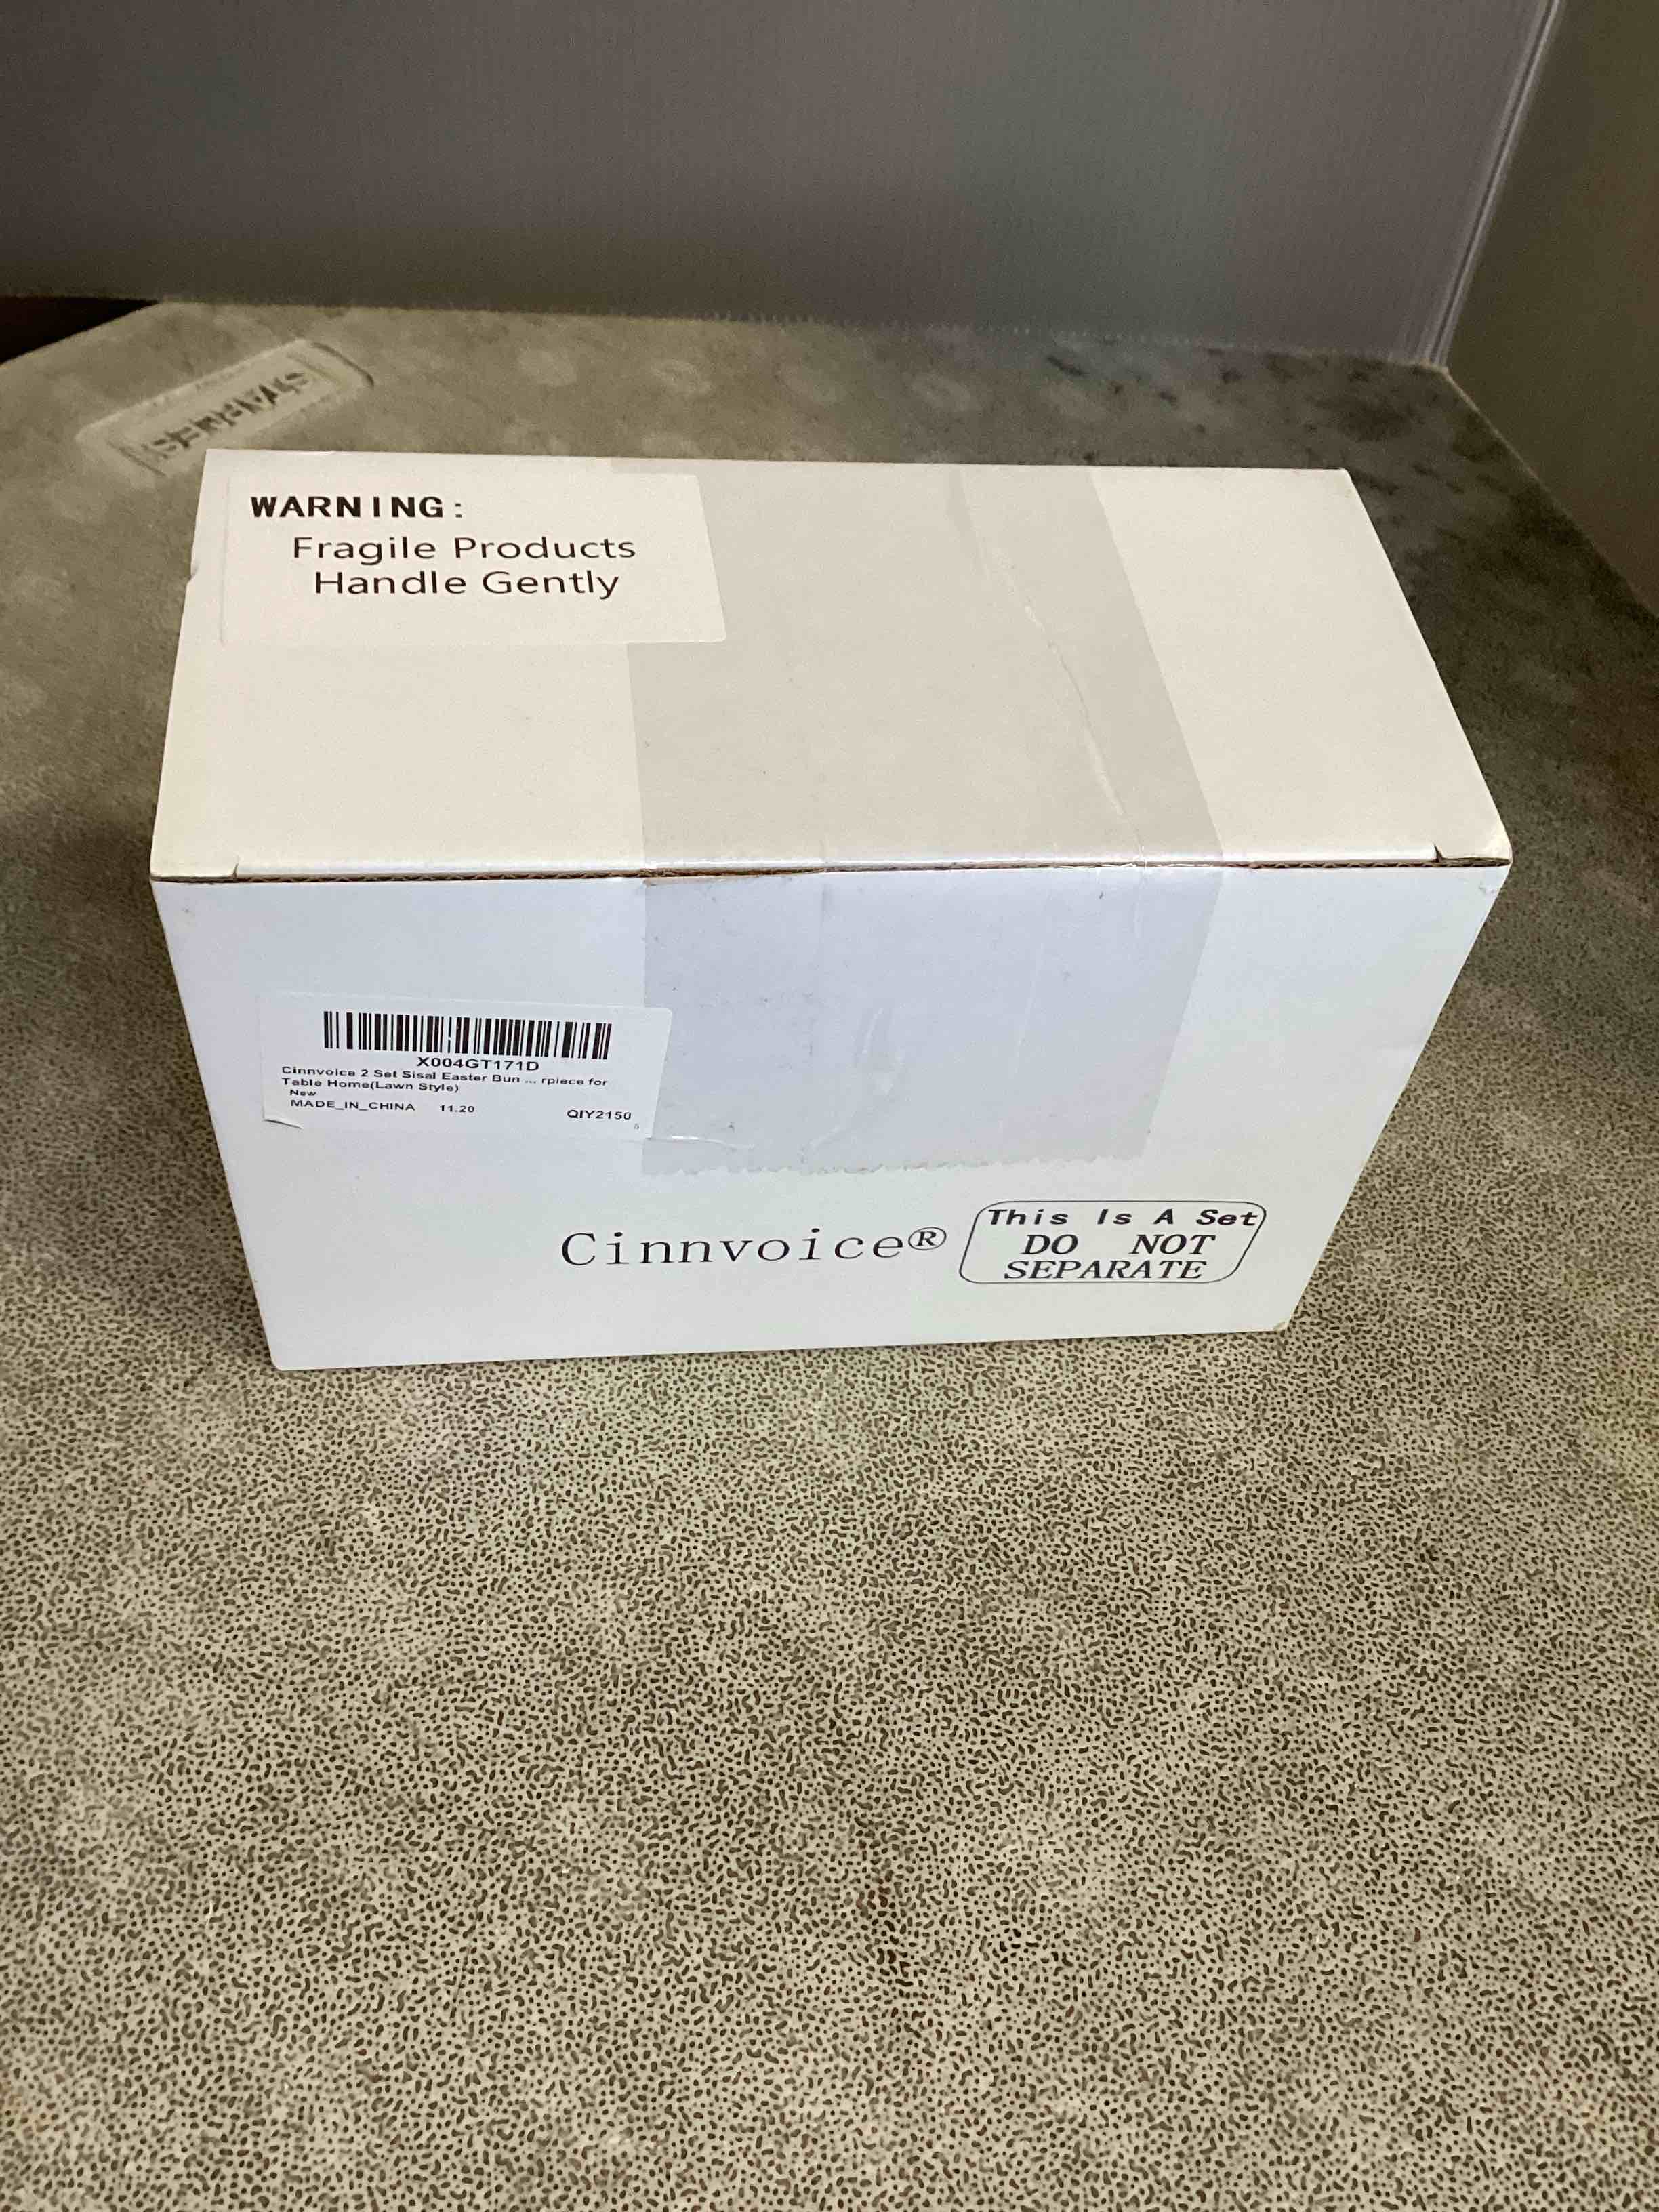 WARNING:
Fragile Products
Handle Gently
X004GT171D
Cinnvoice 2 Set Sisal Easter Bun ... rpiece for
Table Home(Lawn Style)
New
MADE_IN_CHINA 11.20 QIY2150
5
Cinnvoice®
This Is A Set
DO NOT
SEPARATE